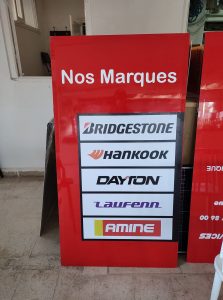 Nos Marques
BRIDGESTONE
HANKOOK
DAYTON
LAUFENN
AMINE